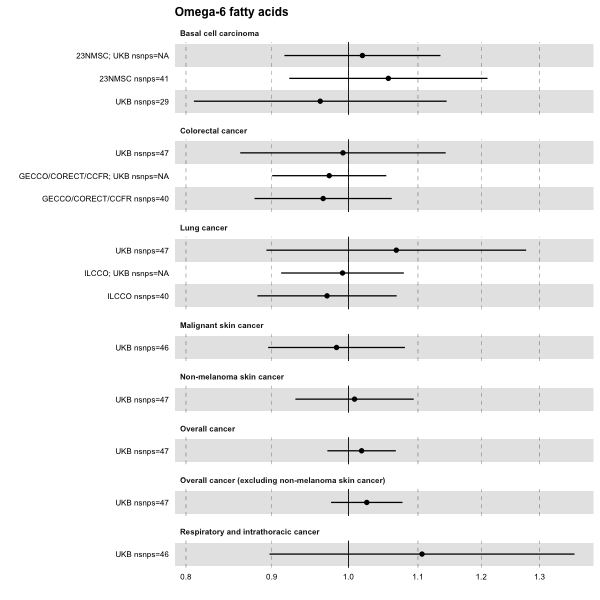 Omega-6 fatty acids
Basal cell carcinoma
23NMSC; UKB nsnps=NA
23NMSC nsnps=41
UKB nsnps=29
Colorectal cancer
UKB nsnps=47
GECCO/CORECT/CCFR; UKB nsnps=NA
GECCO/CORECT/CCFR nsnps=40
Lung cancer
UKB nsnps=47
ILCCO; UKB nsnps=NA
ILCCO nsnps=40
Malignant skin cancer
UKB nsnps=46
Non-melanoma skin cancer
UKB nsnps=47
Overall cancer
UKB nsnps=47
Overall cancer (excluding non-melanoma skin cancer)
UKB nsnps=47
Respiratory and intrathoracic cancer
UKB nsnps=46
0.8 0.9 1.0 1.1 1.2 1.3